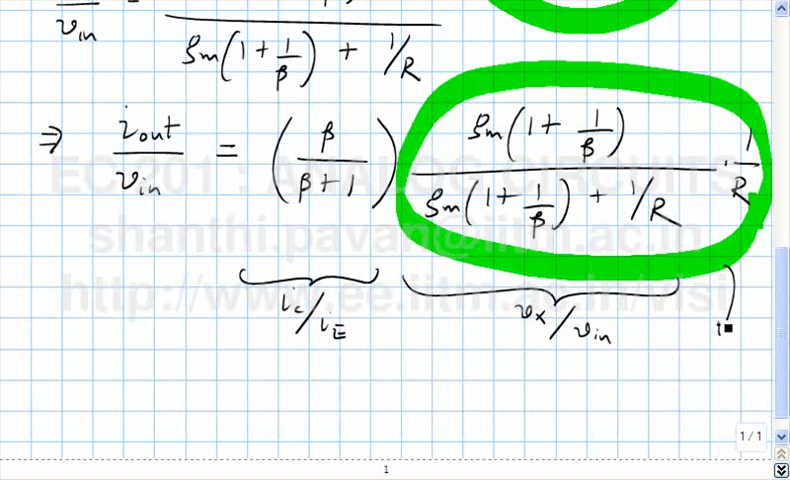 v_in = / g_m(1 + 1/β) + 1/R
⇒ i_out/v_in = (β/(β+1)) g_m(1 + 1/β) / (g_m(1 + 1/β) + 1/R) · 1/R
EC 201 : ANALOG CIRCUITS
shanthi.pavan@iitm.ac.in
http://www.ee.iitm.ac.in/vlsi
i_c/i_E v_x/v_in
1/1
1